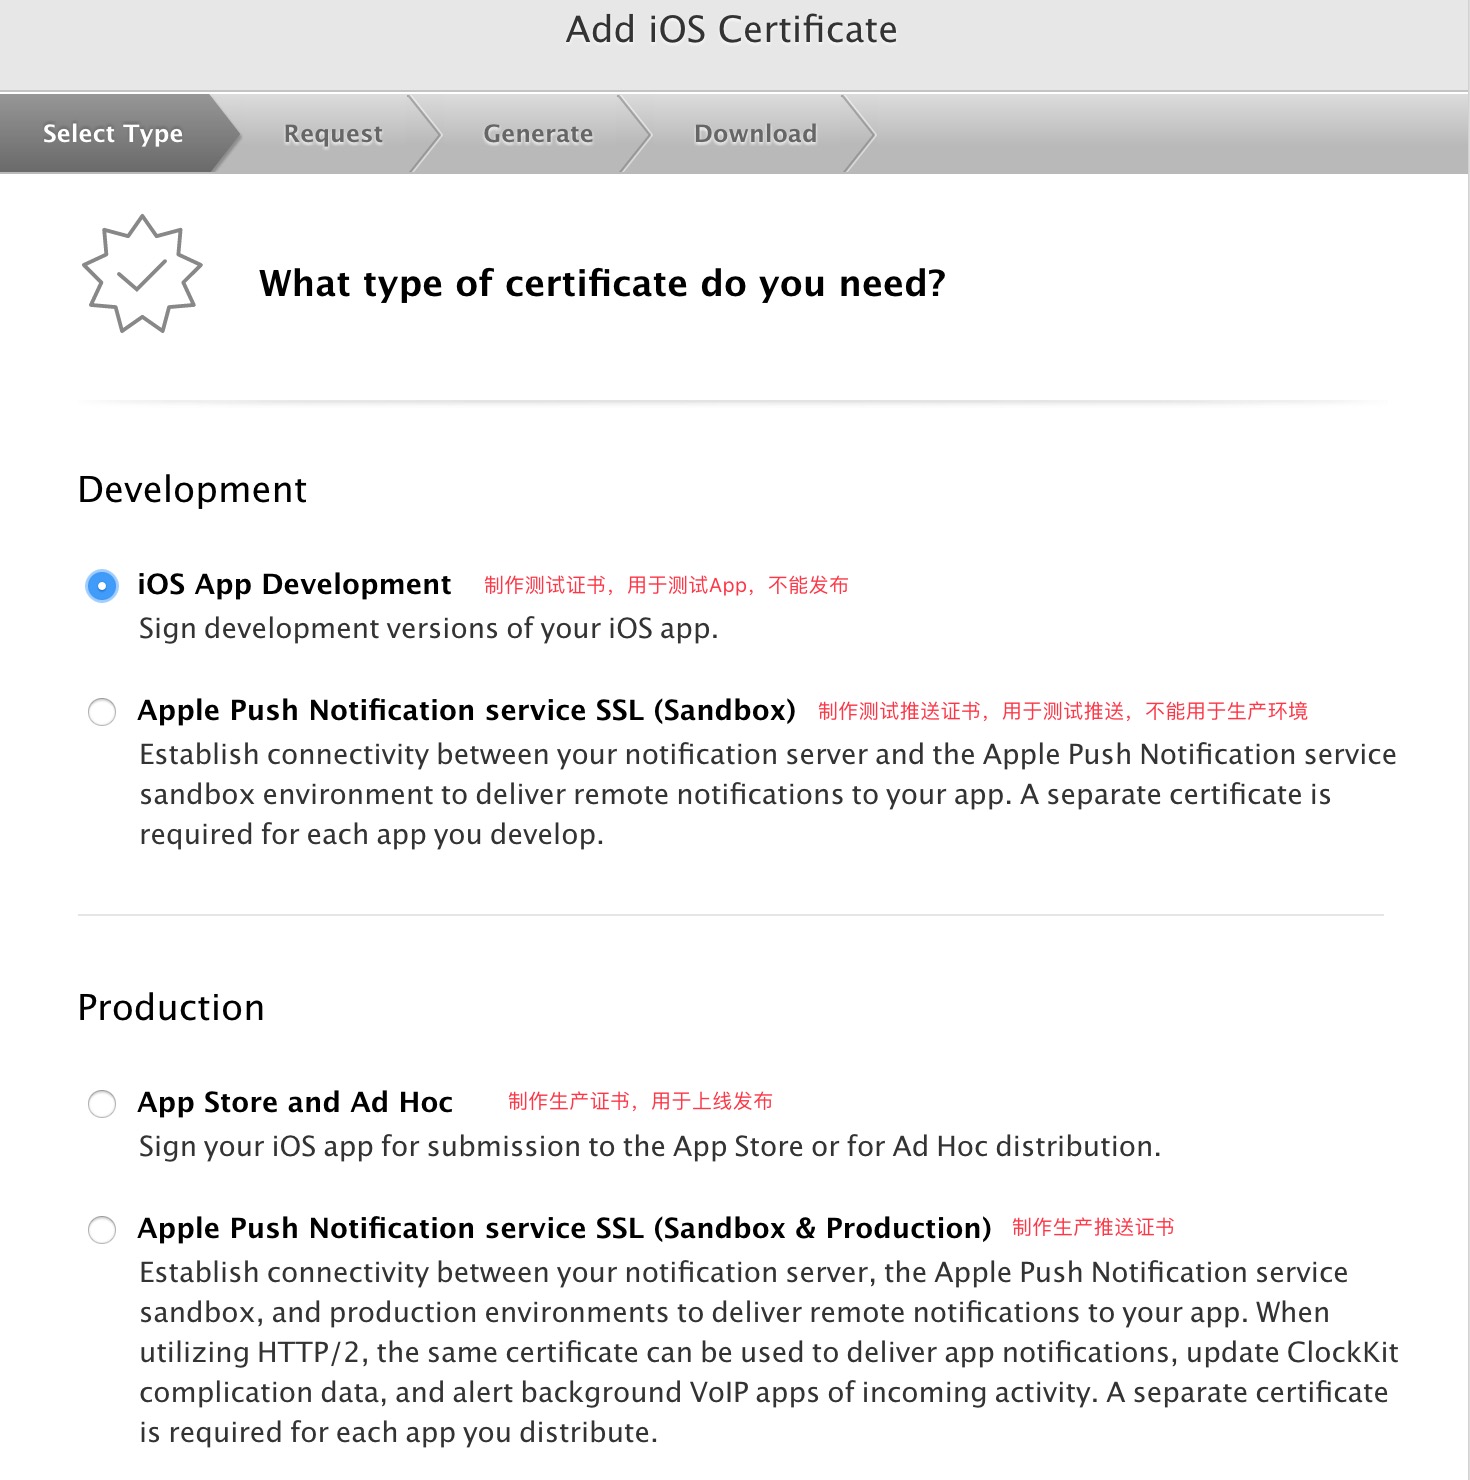 Add iOS Certificate
Select Type
Request
Generate
Download
What type of certificate do you need?
Development
iOS App Development 制作测试证书，用于测试App，不能发布
Sign development versions of your iOS app.
Apple Push Notification service SSL (Sandbox) 制作测试推送证书，用于测试推送，不能用于生产环境
Establish connectivity between your notification server and the Apple Push Notification service
sandbox environment to deliver remote notifications to your app. A separate certificate is
required for each app you develop.
Production
App Store and Ad Hoc 制作生产证书，用于上线发布
Sign your iOS app for submission to the App Store or for Ad Hoc distribution.
Apple Push Notification service SSL (Sandbox & Production) 制作生产推送证书
Establish connectivity between your notification server, the Apple Push Notification service
sandbox, and production environments to deliver remote notifications to your app. When
utilizing HTTP/2, the same certificate can be used to deliver app notifications, update ClockKit
complication data, and alert background VoIP apps of incoming activity. A separate certificate
is required for each app you distribute.